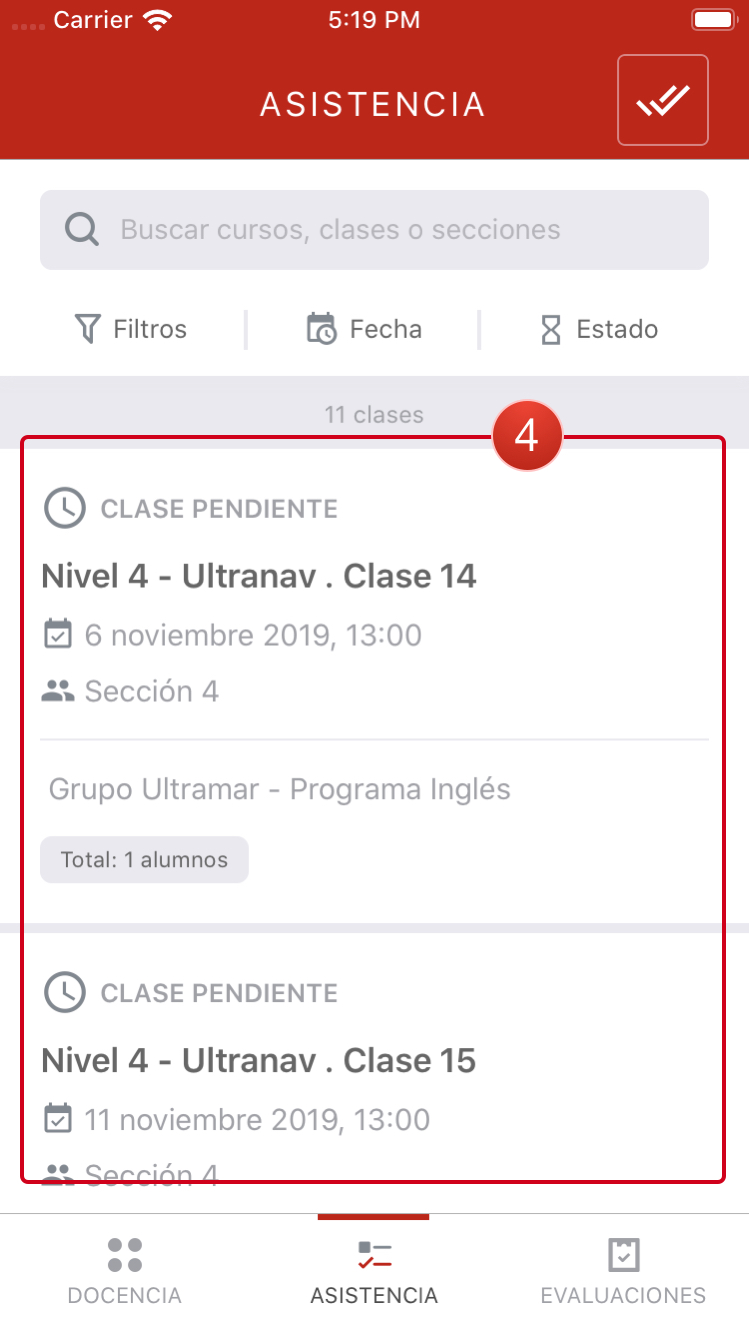 Carrier 5:19 PM
ASISTENCIA
Buscar cursos, clases o secciones
Filtros Fecha Estado
11 clases
4
CLASE PENDIENTE
Nivel 4 - Ultranav . Clase 14
6 noviembre 2019, 13:00
Sección 4
Grupo Ultramar - Programa Inglés
Total: 1 alumnos
CLASE PENDIENTE
Nivel 4 - Ultranav . Clase 15
11 noviembre 2019, 13:00
Sección 4
DOCENCIA ASISTENCIA EVALUACIONES